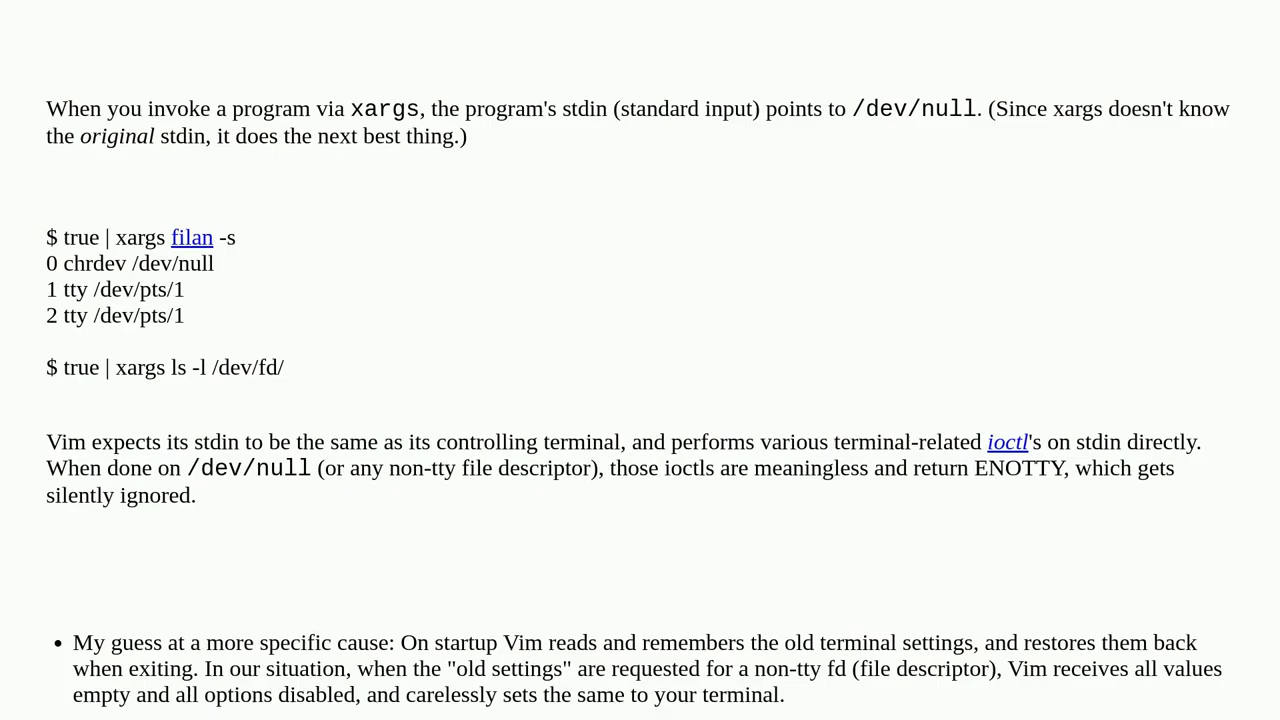 When you invoke a program via xargs, the program's stdin (standard input) points to /dev/null. (Since xargs doesn't know
the original stdin, it does the next best thing.)
$ true | xargs filan -s
0 chrdev /dev/null
1 tty /dev/pts/1
2 tty /dev/pts/1
$ true | xargs ls -l /dev/fd/
Vim expects its stdin to be the same as its controlling terminal, and performs various terminal-related ioctl's on stdin directly.
When done on /dev/null (or any non-tty file descriptor), those ioctls are meaningless and return ENOTTY, which gets
silently ignored.
• My guess at a more specific cause: On startup Vim reads and remembers the old terminal settings, and restores them back
when exiting. In our situation, when the "old settings" are requested for a non-tty fd (file descriptor), Vim receives all values
empty and all options disabled, and carelessly sets the same to your terminal.